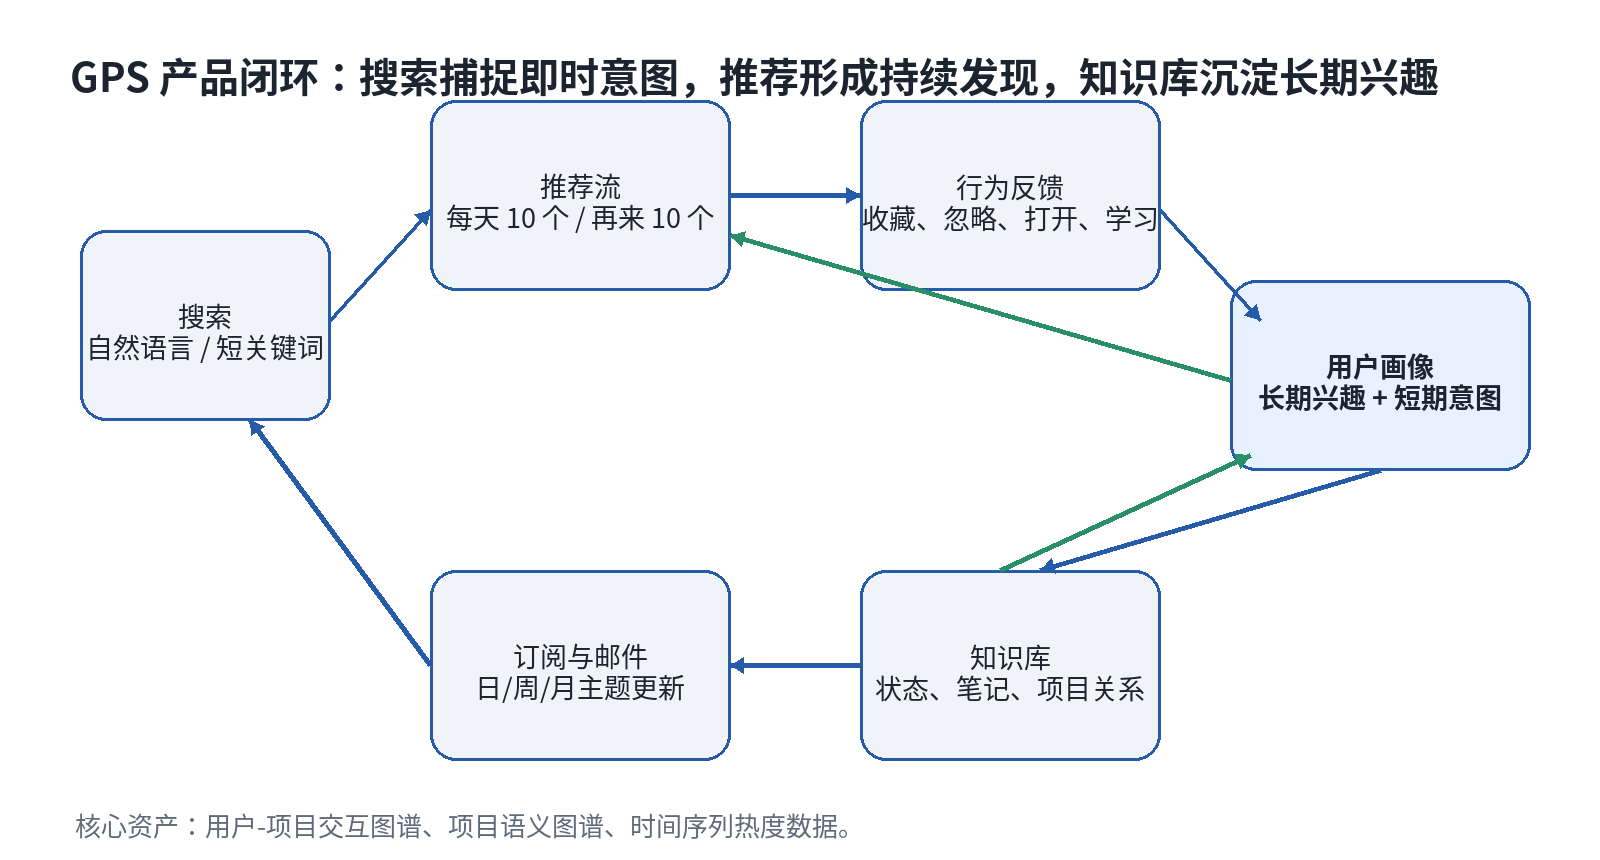 GPS 产品闭环：搜索捕捉即时意图，推荐形成持续发现，知识库沉淀长期兴趣
推荐流
每天 10 个 / 再来 10 个
行为反馈
收藏、忽略、打开、学习
搜索
自然语言 / 短关键词
用户画像
长期兴趣 + 短期意图
订阅与邮件
日/周/月主题更新
知识库
状态、笔记、项目关系
核心资产：用户-项目交互图谱、项目语义图谱、时间序列热度数据。